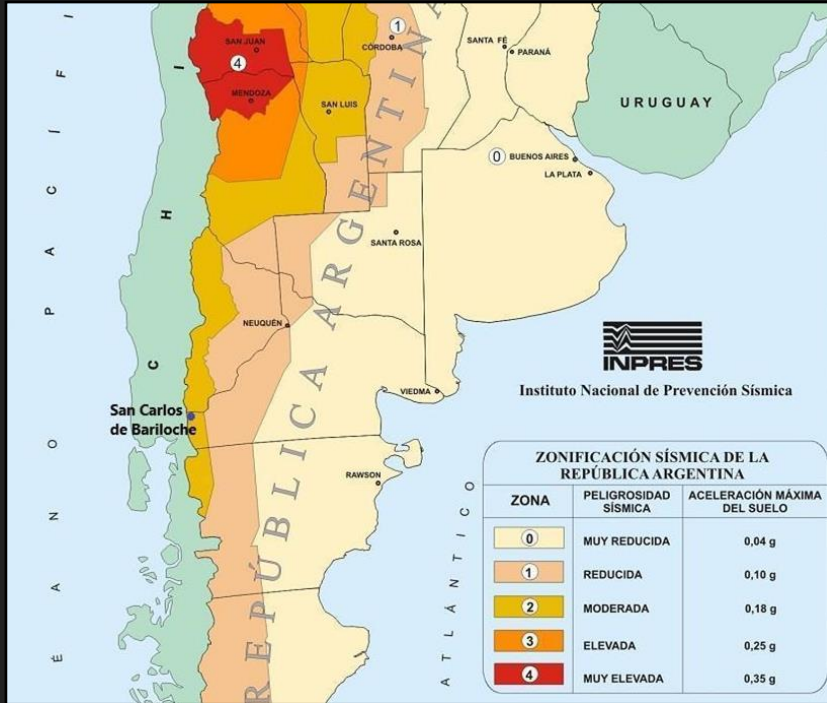 SAN JUAN
4
MENDOZA
SAN LUIS
1
CÓRDOBA
SANTA FÉ
PARANÁ
URUGUAY
0
BUENOS AIRES
LA PLATA
SANTA ROSA
NEUQUÉN
VIEDMA
RAWSON
San Carlos
de Bariloche
CHI
REPÚBLICA ARGENTINA
PACÍFI
ÉANO
ATLÁNTICO
INPRES
Instituto Nacional de Prevención Sísmica
ZONIFICACIÓN SÍSMICA DE LA
REPÚBLICA ARGENTINA
ZONA PELIGROSIDAD SÍSMICA ACELERACIÓN MÁXIMA DEL SUELO
0 MUY REDUCIDA 0,04 g
1 REDUCIDA 0,10 g
2 MODERADA 0,18 g
3 ELEVADA 0,25 g
4 MUY ELEVADA 0,35 g